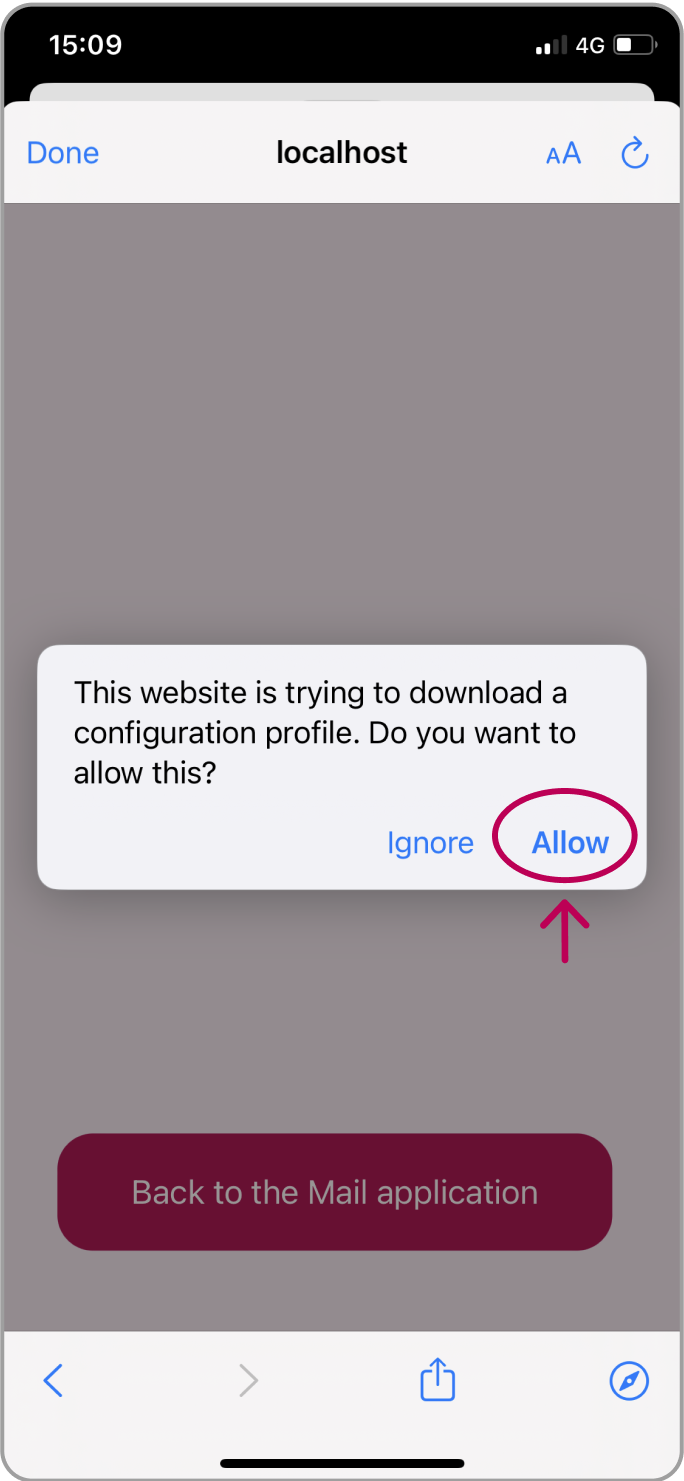 15:09
4G
Done
localhost
AA
This website is trying to download a
configuration profile. Do you want to
allow this?
Ignore
Allow
Back to the Mail application